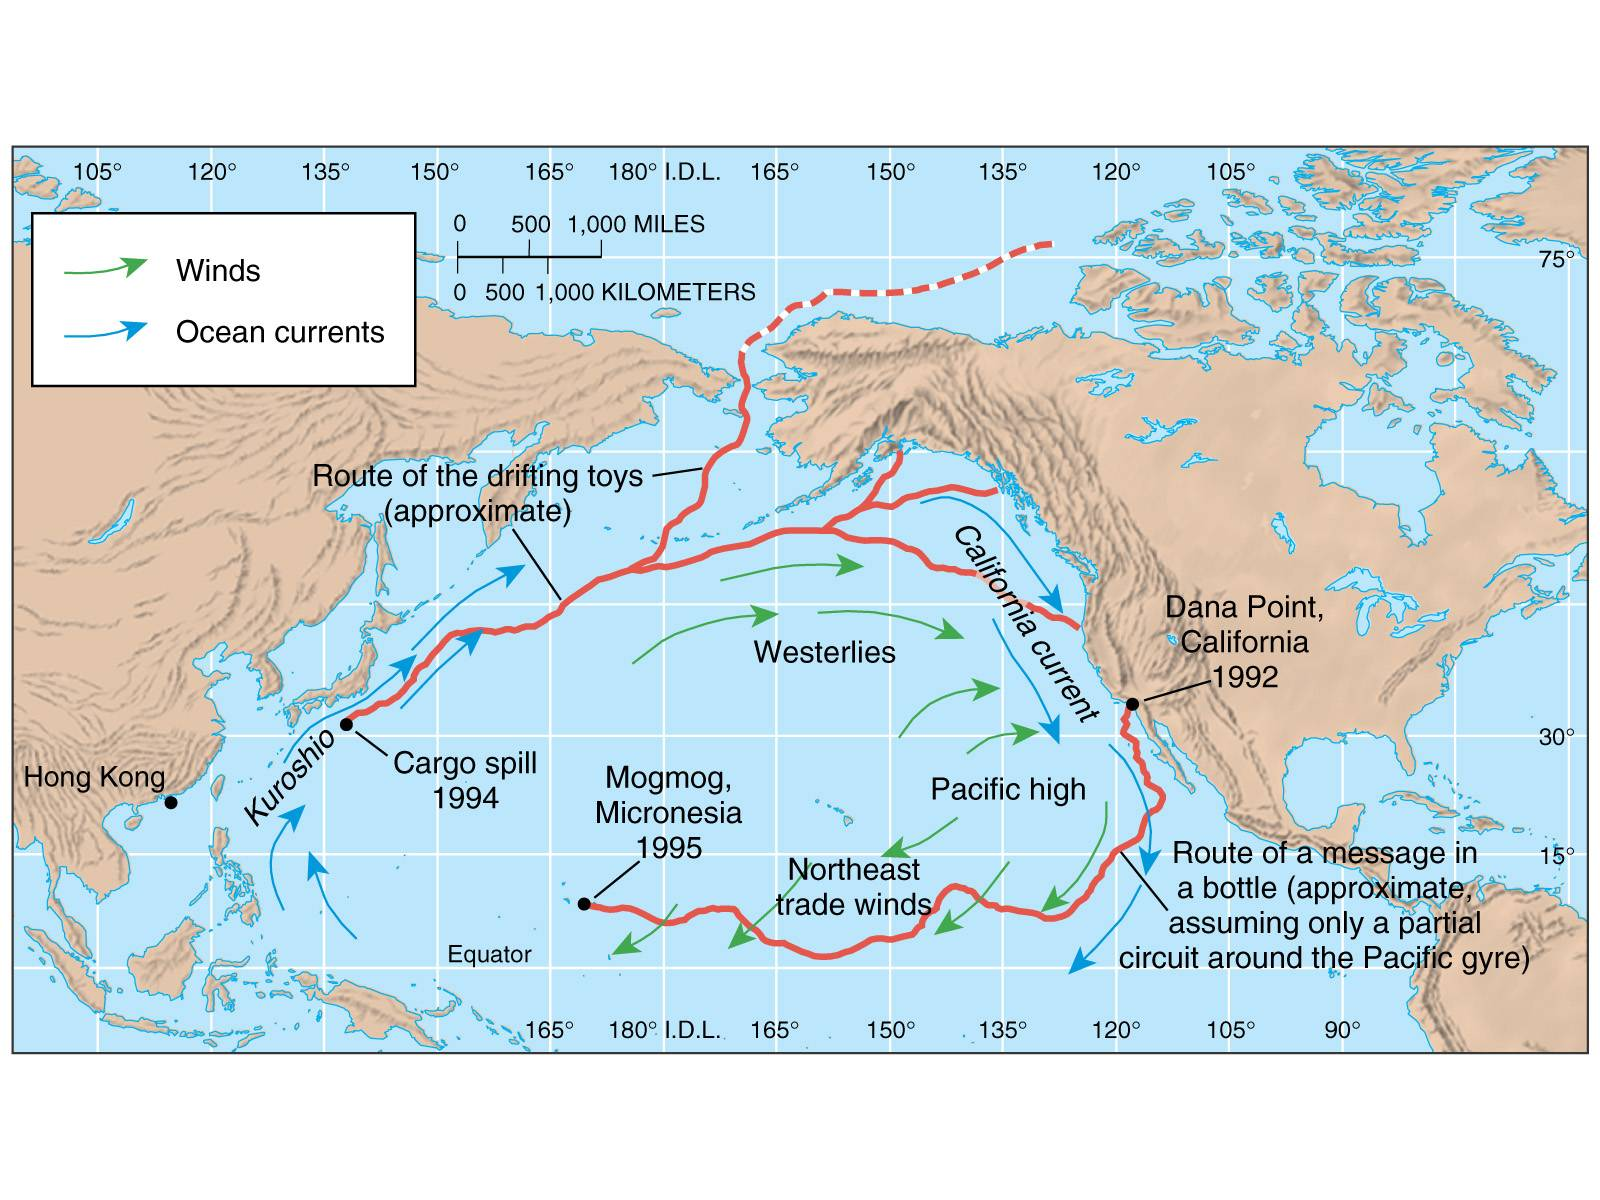 105° 120° 135° 150° 165° 180° I.D.L. 165° 150° 135° 120° 105°
0 500 1,000 MILES
0 500 1,000 KILOMETERS
Winds
Ocean currents
75°
Route of the drifting toys
(approximate)
California current
Dana Point,
California
1992
Westerlies
30°
Kuroshio
Cargo spill
1994
Hong Kong
Mogmog,
Micronesia
1995
Pacific high
15°
Northeast
trade winds
Route of a message in
a bottle (approximate,
assuming only a partial
circuit around the Pacific gyre)
Equator
165° 180° I.D.L. 165° 150° 135° 120° 105° 90°